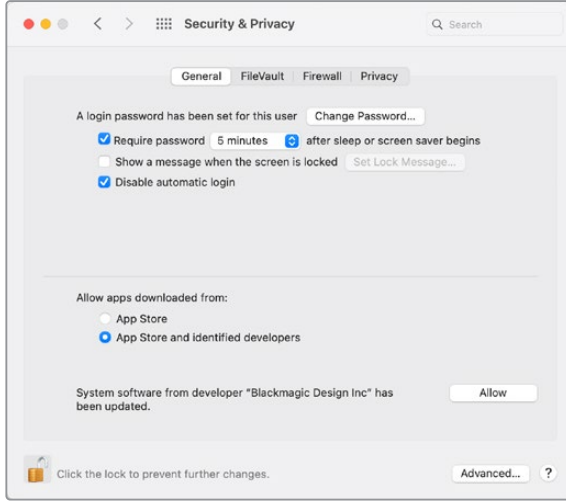 Security & Privacy
Search
General FileVault Firewall Privacy
A login password has been set for this user Change Password...
Require password 5 minutes after sleep or screen saver begins
Show a message when the screen is locked Set Lock Message...
Disable automatic login
Allow apps downloaded from:
App Store
App Store and identified developers
System software from developer "Blackmagic Design Inc" has
been updated.
Allow
Click the lock to prevent further changes.
Advanced... ?